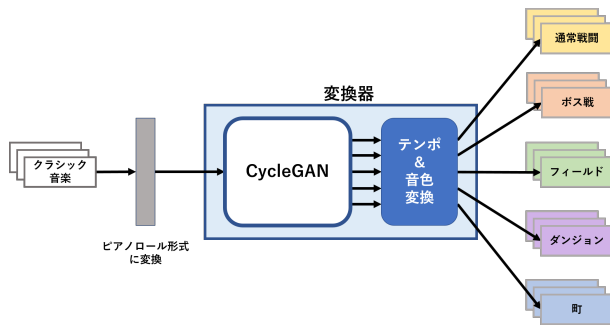 クラシック
音楽
ピアノロール形式
に変換
変換器
CycleGAN
テンポ
&
音色
変換
通常戦闘
ボス戦
フィールド
ダンジョン
町